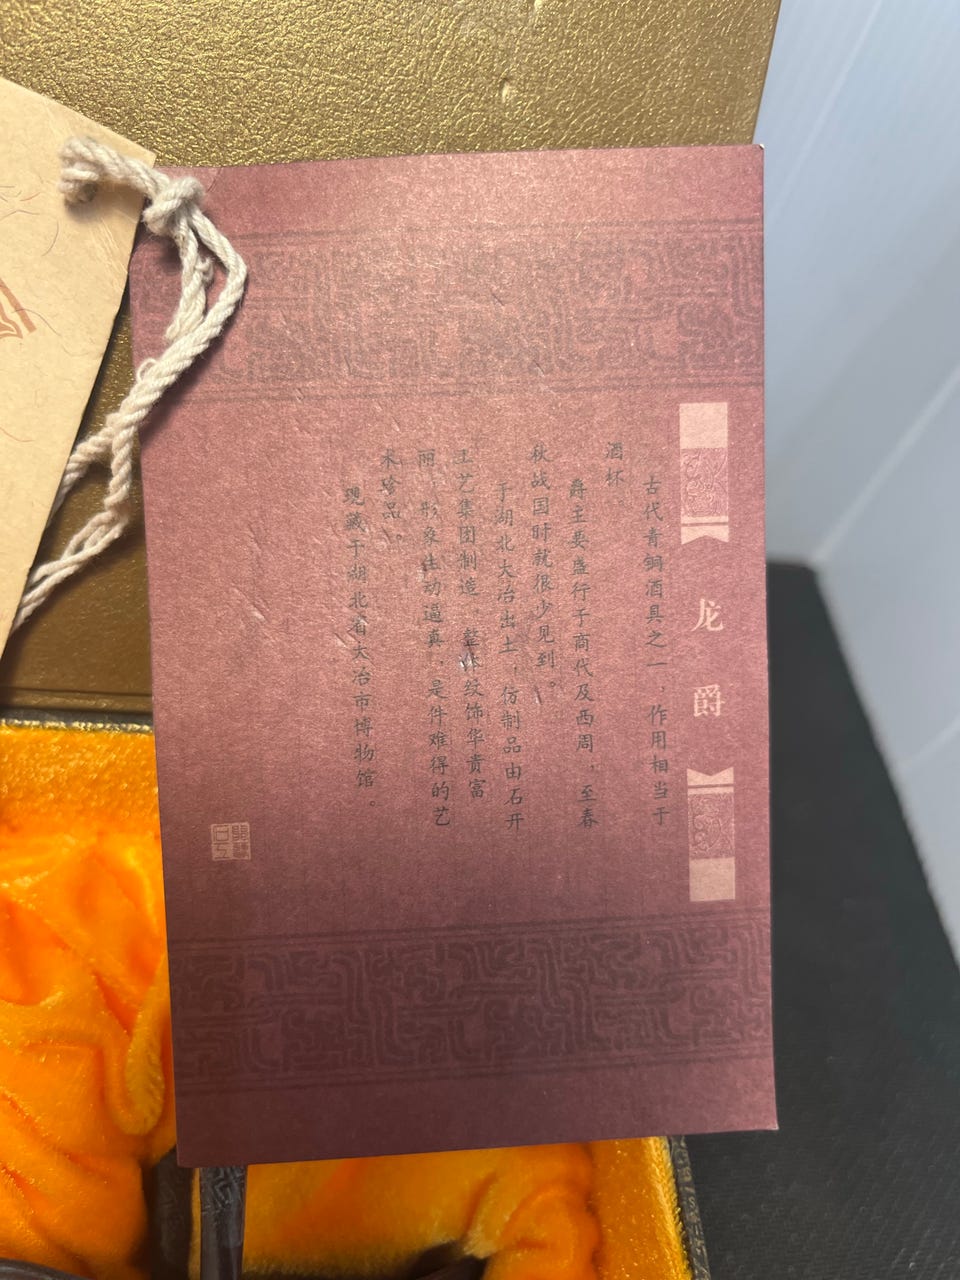 龙爵
古代青铜酒具之一，作用相当于
酒杯。
爵主要盛行于商代及西周，至春
秋战国时就很少见到。
于湖北大冶出土，仿制品由石开
工艺集团制造，整体纹饰华贵富
丽，形象生动逼真，是件难得的艺
术珍品。
现藏于湖北省大冶市博物馆。